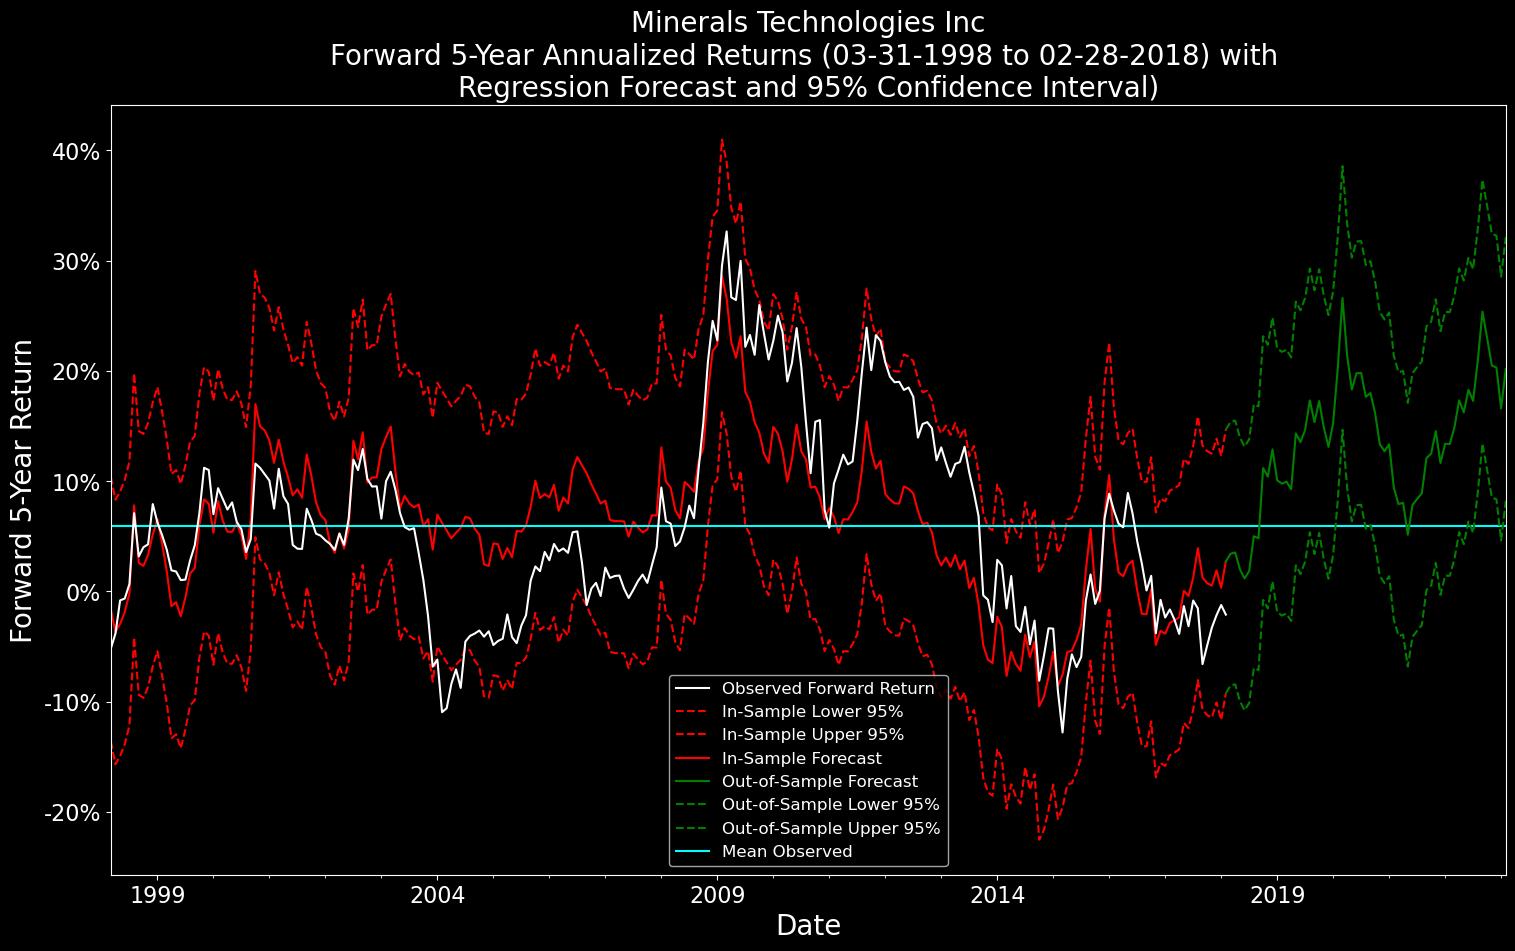 Minerals Technologies Inc
Forward 5-Year Annualized Returns (03-31-1998 to 02-28-2018) with
Regression Forecast and 95% Confidence Interval)
Forward 5-Year Return
40%
30%
20%
10%
0%
-10%
-20%
Observed Forward Return
In-Sample Lower 95%
In-Sample Upper 95%
In-Sample Forecast
Out-of-Sample Forecast
Out-of-Sample Lower 95%
Out-of-Sample Upper 95%
Mean Observed
1999 2004 2009 2014 2019
Date